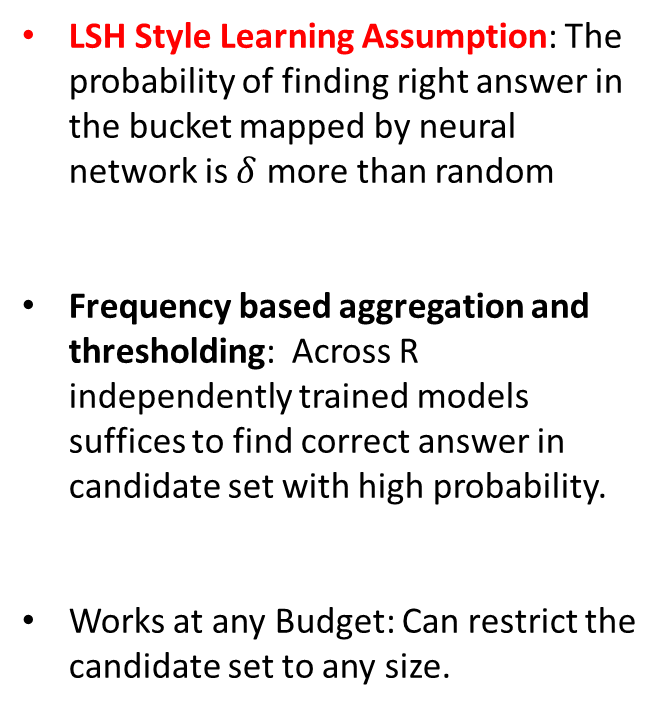 • LSH Style Learning Assumption: The
probability of finding right answer in
the bucket mapped by neural
network is δ more than random
• Frequency based aggregation and
thresholding: Across R
independently trained models
suffices to find correct answer in
candidate set with high probability.
• Works at any Budget: Can restrict the
candidate set to any size.